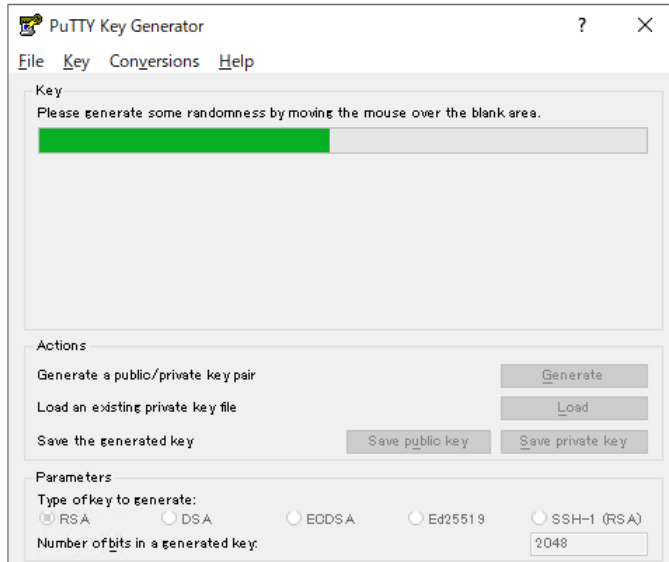 PuTTY Key Generator ? ×
File Key Conversions Help
Key
Please generate some randomness by moving the mouse over the blank area.
Actions
Generate a public/private key pair Generate
Load an existing private key file Load
Save the generated key Save public key Save private key
Parameters
Type of key to generate:
RSA DSA ECDSA Ed25519 SSH-1 (RSA)
Number of bits in a generated key: 2048